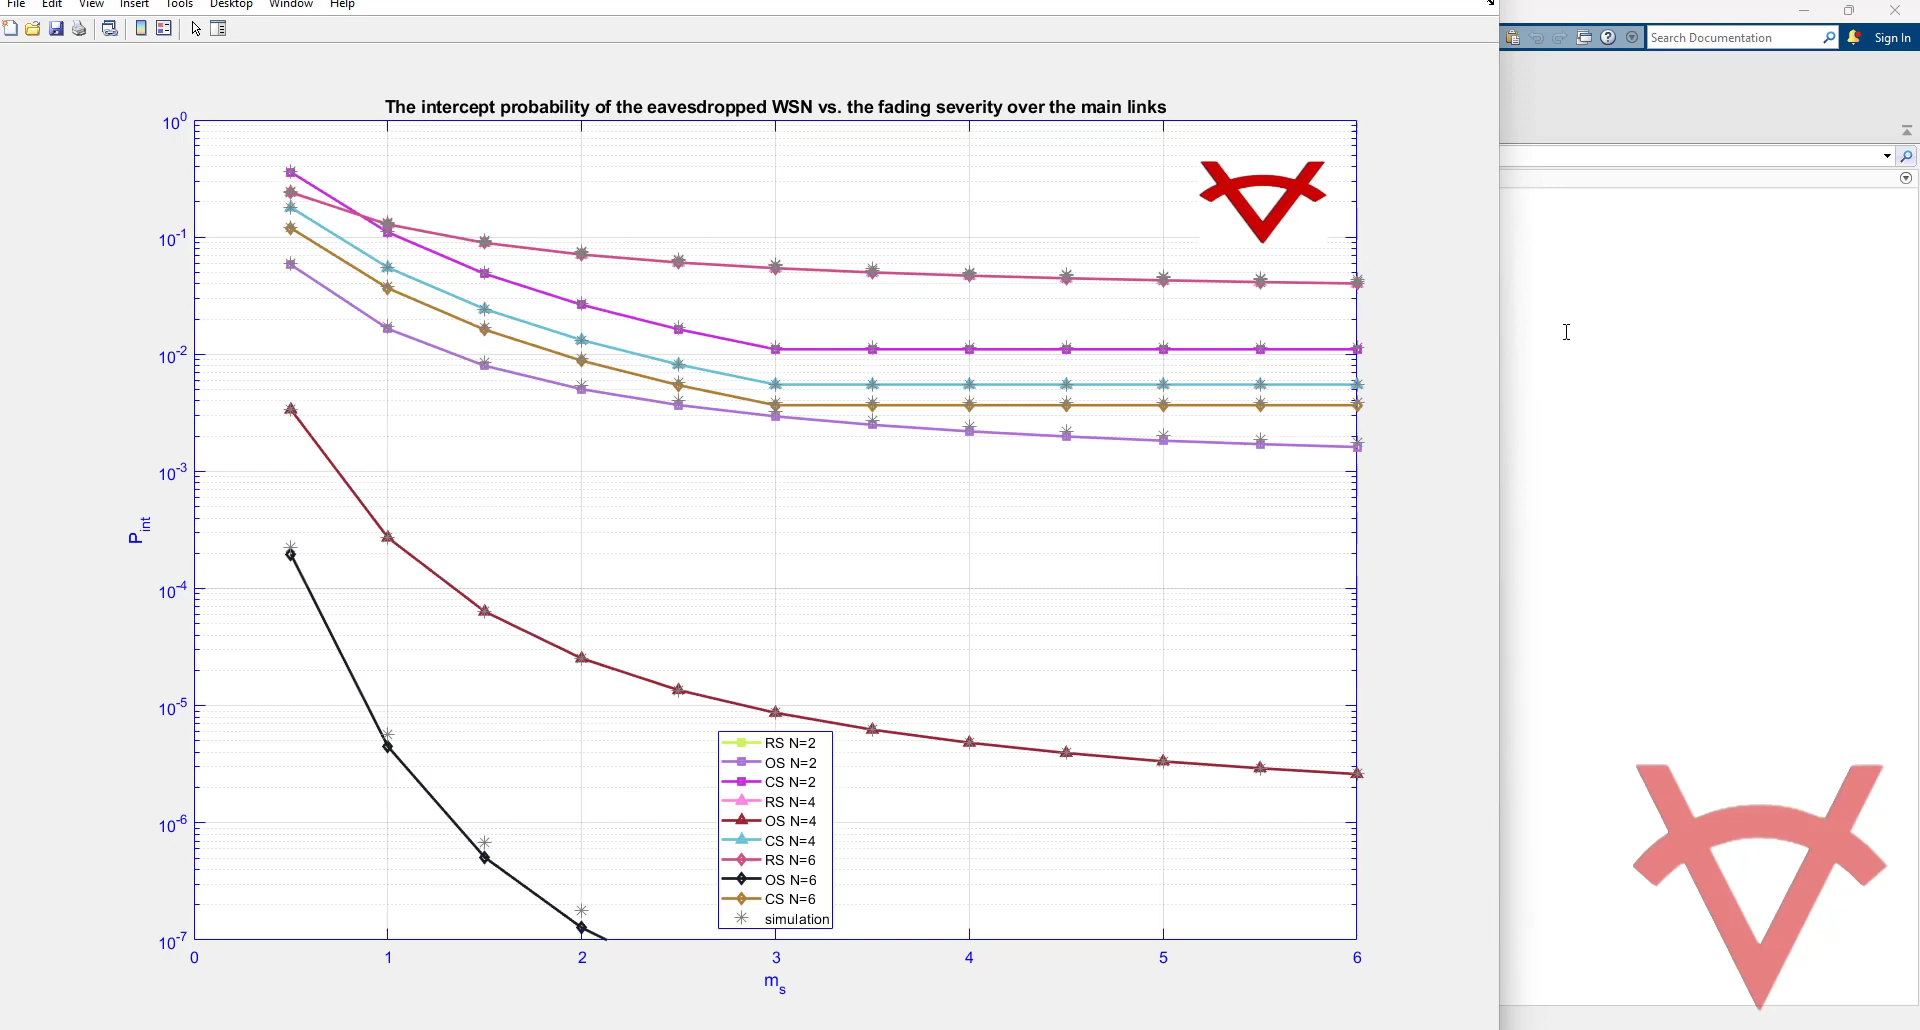 File Edit View Insert Tools Desktop Window Help
Search Documentation Sign In
The intercept probability of the eavesdropped WSN vs. the fading severity over the main links
10^0
10^-1
10^-2
10^-3
10^-4
10^-5
10^-6
10^-7
P_int
RS N=2
OS N=2
CS N=2
RS N=4
OS N=4
CS N=4
RS N=6
OS N=6
CS N=6
simulation
0 1 2 3 4 5 6
m_s